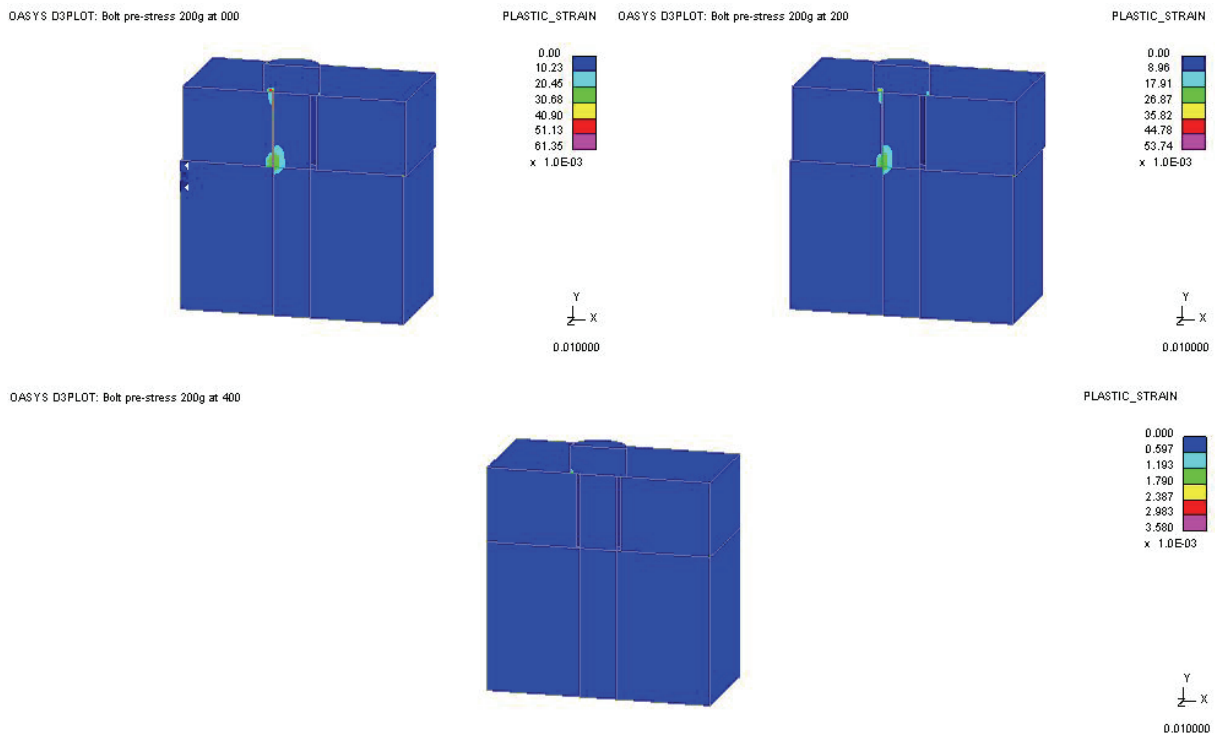 OASYS D3PLOT: Bolt pre-stress 200g at 000
PLASTIC_STRAIN
0.00
10.23
20.45
30.68
40.90
51.13
61.35
x 1.0E-03
Y
Z X
0.010000
OASYS D3PLOT: Bolt pre-stress 200g at 200
PLASTIC_STRAIN
0.00
8.96
17.91
26.87
35.82
44.78
53.74
x 1.0E-03
Y
Z X
0.010000
OASYS D3PLOT: Bolt pre-stress 200g at 400
PLASTIC_STRAIN
0.000
0.597
1.193
1.790
2.387
2.983
3.580
x 1.0E-03
Y
Z X
0.010000